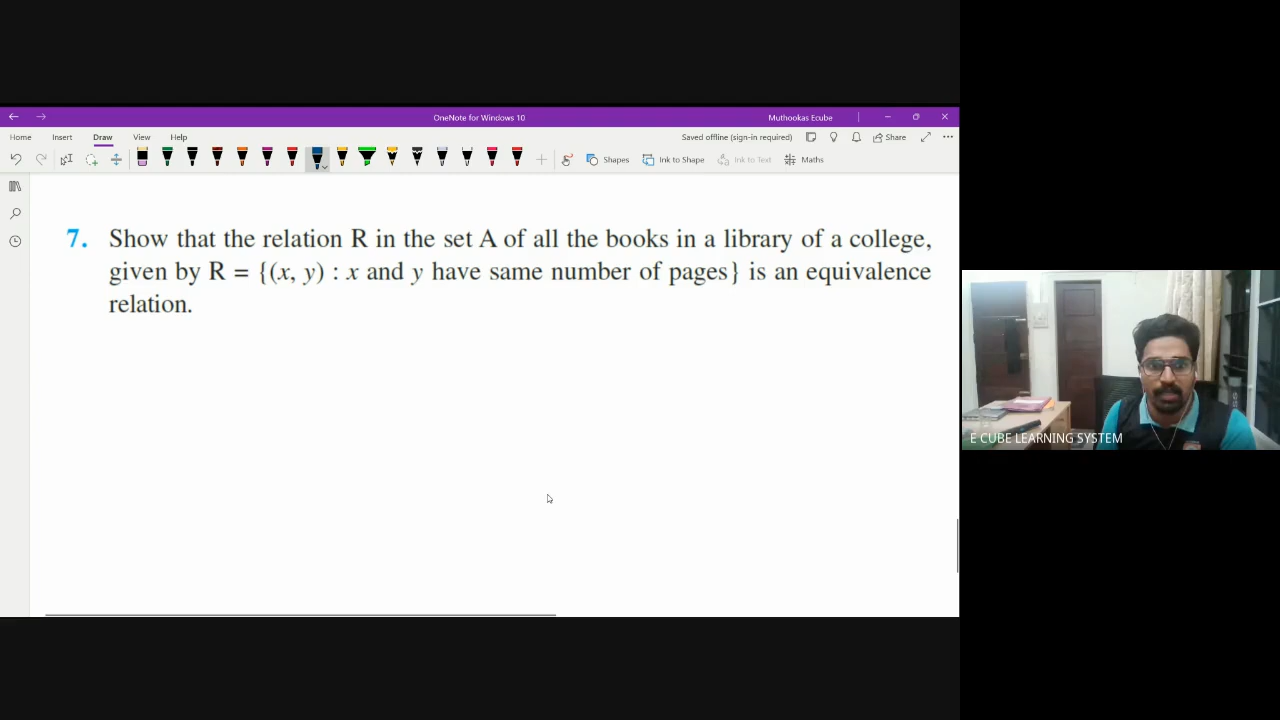 OneNote for Windows 10
Muthookas Ecube
Home Insert Draw View Help
Saved offline (sign-in required)
Share
Shapes
Ink to Shape
Ink to Text
Maths
7. Show that the relation R in the set A of all the books in a library of a college,
given by R = {(x, y) : x and y have same number of pages} is an equivalence
relation.
E CUBE LEARNING SYSTEM